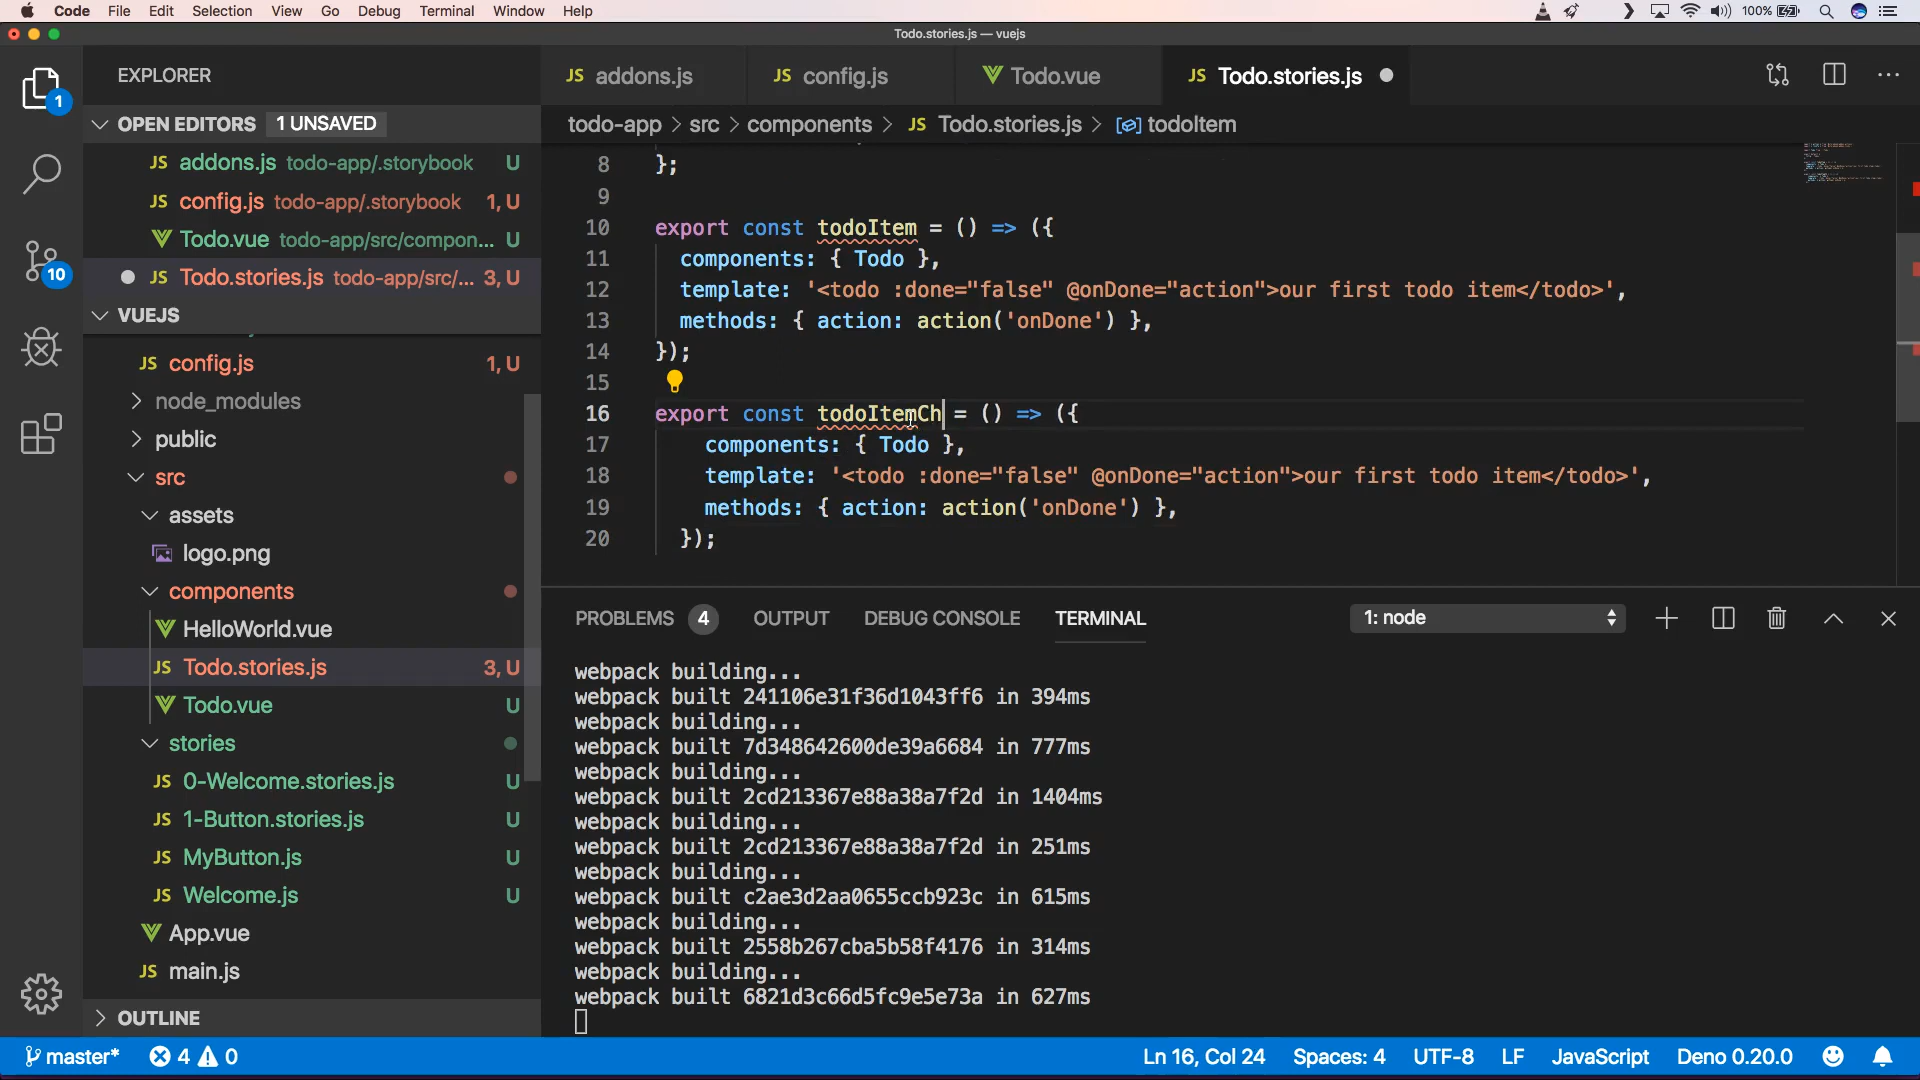 Code File Edit Selection View Go Debug Terminal Window Help 100%
Todo.stories.js — vuejs
EXPLORER
OPEN EDITORS 1 UNSAVED
JS addons.js todo-app/.storybook U
JS config.js todo-app/.storybook 1, U
Todo.vue todo-app/src/compon... U
JS Todo.stories.js todo-app/src/... 3, U
VUEJS
JS config.js 1, U
node_modules
public
src
assets
logo.png
components
HelloWorld.vue
JS Todo.stories.js 3, U
Todo.vue U
stories
JS 0-Welcome.stories.js U
JS 1-Button.stories.js U
JS MyButton.js U
JS Welcome.js U
App.vue
JS main.js
OUTLINE
1
10
JS addons.js JS config.js Todo.vue JS Todo.stories.js
todo-app > src > components > JS Todo.stories.js > todoItem
8 };
9
10 export const todoItem = () => ({
11 components: { Todo },
12 template: '<todo :done="false" @onDone="action">our first todo item</todo>',
13 methods: { action: action('onDone') },
14 });
15
16 export const todoItemCh = () => ({
17 components: { Todo },
18 template: '<todo :done="false" @onDone="action">our first todo item</todo>',
19 methods: { action: action('onDone') },
20 });
PROBLEMS 4 OUTPUT DEBUG CONSOLE TERMINAL 1: node
webpack building...
webpack built 241106e31f36d1043ff6 in 394ms
webpack building...
webpack built 7d348642600de39a6684 in 777ms
webpack building...
webpack built 2cd213367e88a38a7f2d in 1404ms
webpack building...
webpack built 2cd213367e88a38a7f2d in 251ms
webpack building...
webpack built c2ae3d2aa0655ccb923c in 615ms
webpack building...
webpack built 2558b267cba5b58f4176 in 314ms
webpack building...
webpack built 6821d3c66d5fc9e5e73a in 627ms
master* 4 0 Ln 16, Col 24 Spaces: 4 UTF-8 LF JavaScript Deno 0.20.0